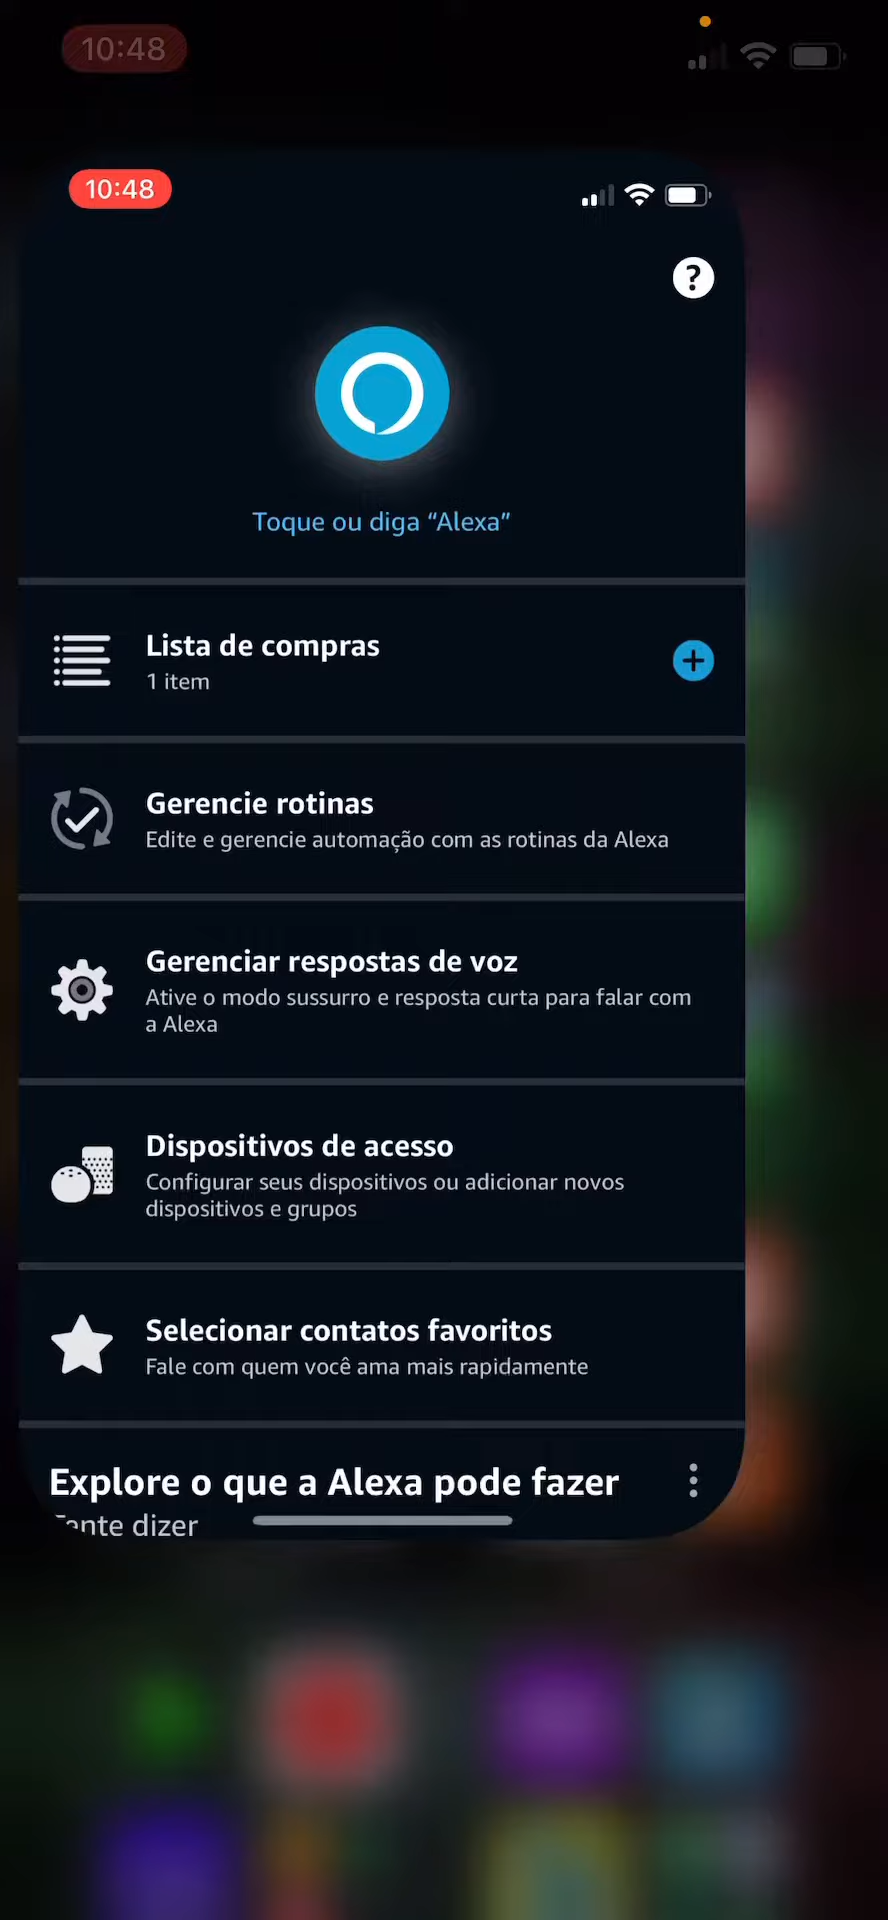 10:48
10:48
?
Toque ou diga “Alexa”
Lista de compras
1 item
Gerencie rotinas
Edite e gerencie automação com as rotinas da Alexa
Gerenciar respostas de voz
Ative o modo sussurro e resposta curta para falar com
a Alexa
Dispositivos de acesso
Configurar seus dispositivos ou adicionar novos
dispositivos e grupos
Selecionar contatos favoritos
Fale com quem você ama mais rapidamente
Explore o que a Alexa pode fazer
Tente dizer